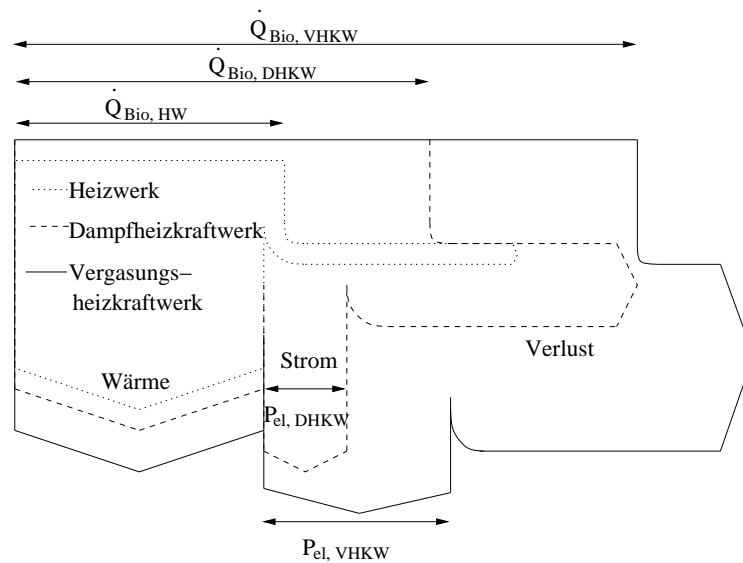 Q̇Bio, VHKW
Q̇Bio, DHKW
Q̇Bio, HW
Heizwerk
Dampfheizkraftwerk
Vergasungs–
heizkraftwerk
Wärme
Strom
Verlust
Pel, DHKW
Pel, VHKW